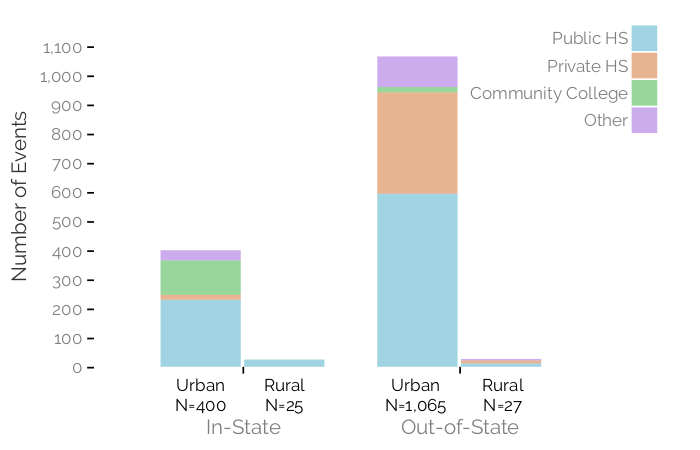 Public HS
Private HS
Community College
Other
Number of Events
1,100
1,000
900
800
700
600
500
400
300
200
100
0
Urban
N=400
Rural
N=25
Urban
N=1,065
Rural
N=27
In-State
Out-of-State